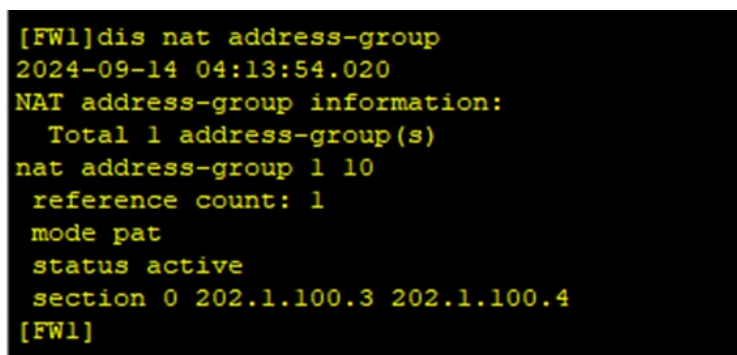 [FW1]dis nat address-group
2024-09-14 04:13:54.020
NAT address-group information:
  Total 1 address-group(s)
nat address-group 1 10
 reference count: 1
 mode pat
 status active
 section 0 202.1.100.3 202.1.100.4
[FW1]